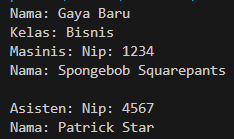 Nama: Gaya Baru
Kelas: Bisnis
Masinis: Nip: 1234
Nama: Spongebob Squarepants
Asisten: Nip: 4567
Nama: Patrick Star